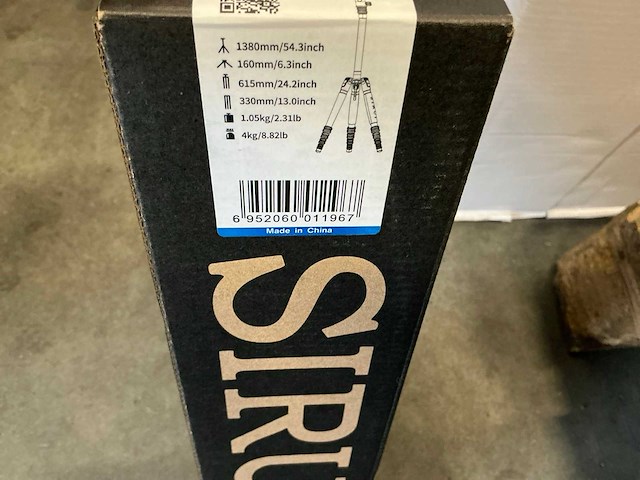 1380mm/54.3inch
160mm/6.3inch
615mm/24.2inch
330mm/13.0inch
1.05kg/2.31lb
4kg/8.82lb
6 952060 011967
Made in China
SIRU